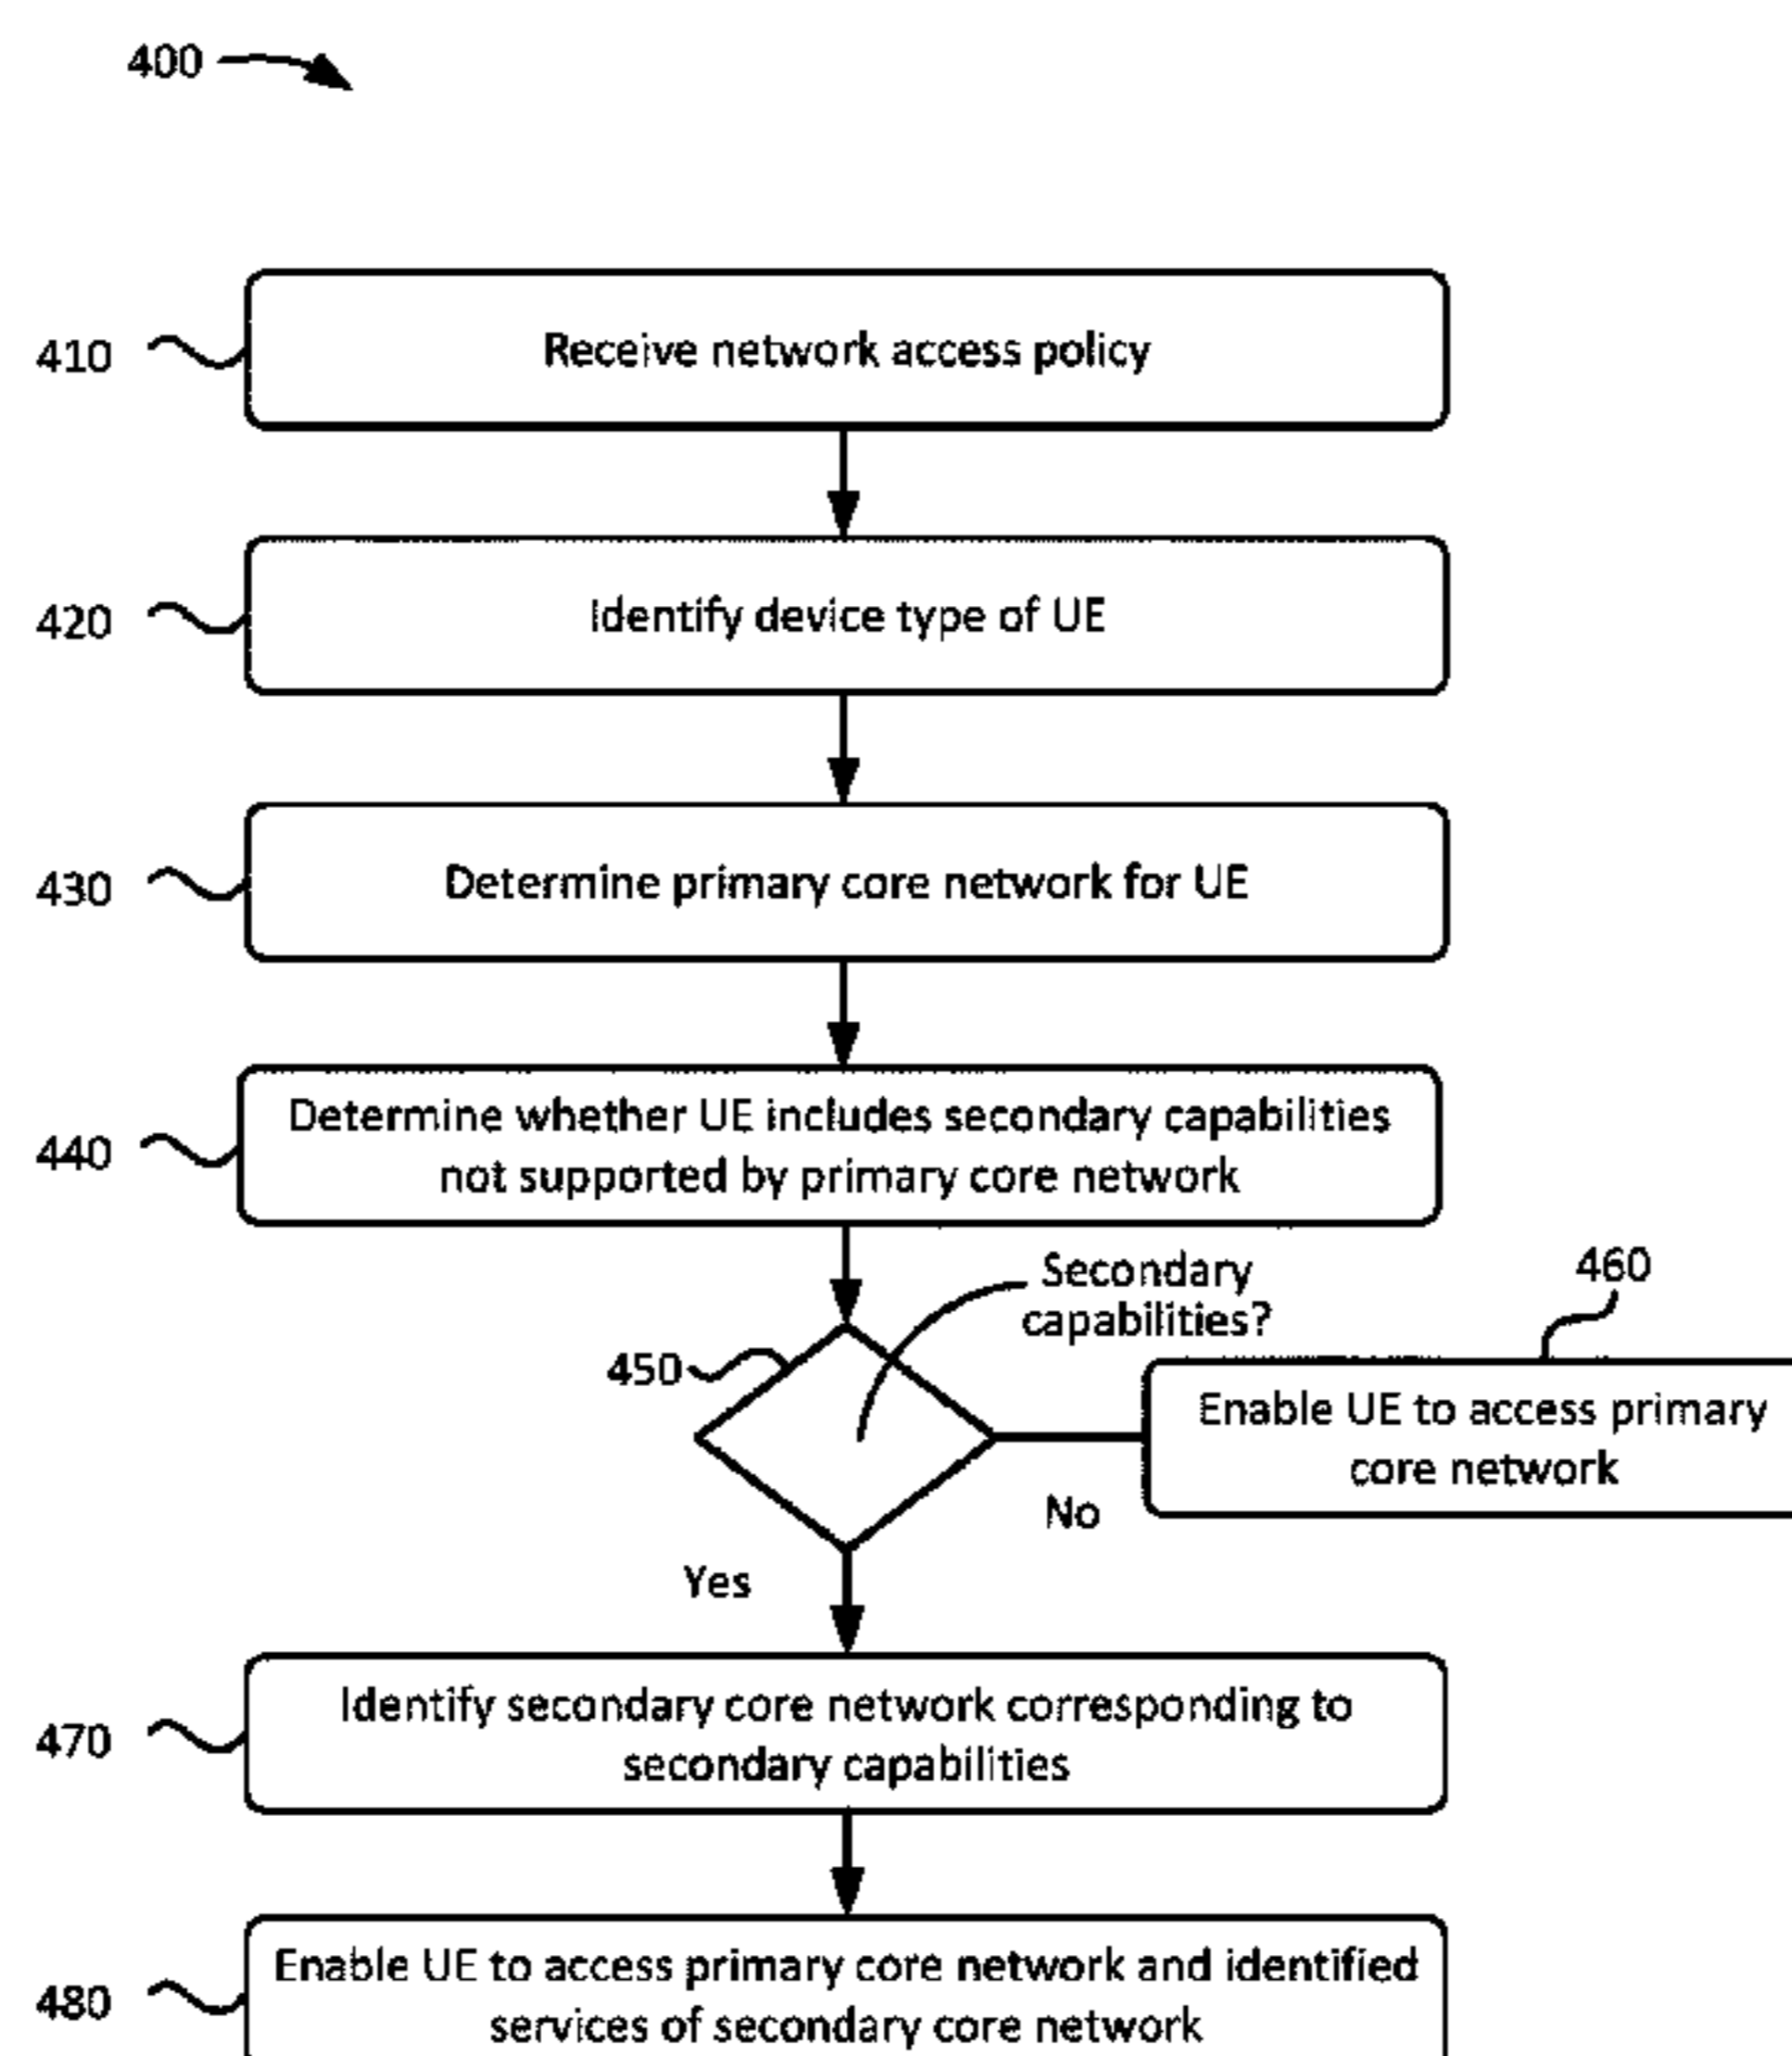 400
410
Receive network access policy
420
Identify device type of UE
430
Determine primary core network for UE
440
Determine whether UE includes secondary capabilities
not supported by primary core network
Secondary
capabilities?
450
460
Enable UE to access primary
core network
No
Yes
470
Identify secondary core network corresponding to
secondary capabilities
480
Enable UE to access primary core network and identified
services of secondary core network